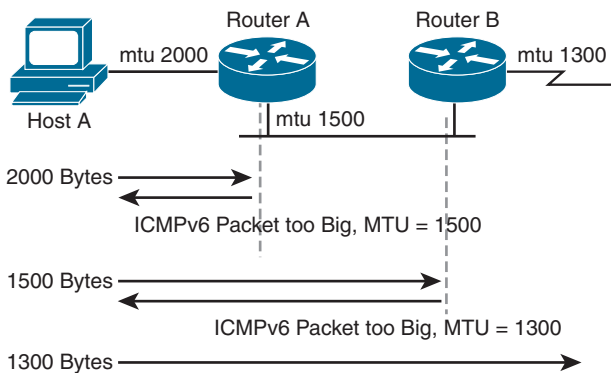 Router A
Router B
mtu 2000
mtu 1300
Host A
mtu 1500
2000 Bytes
ICMPv6 Packet too Big, MTU = 1500
1500 Bytes
ICMPv6 Packet too Big, MTU = 1300
1300 Bytes